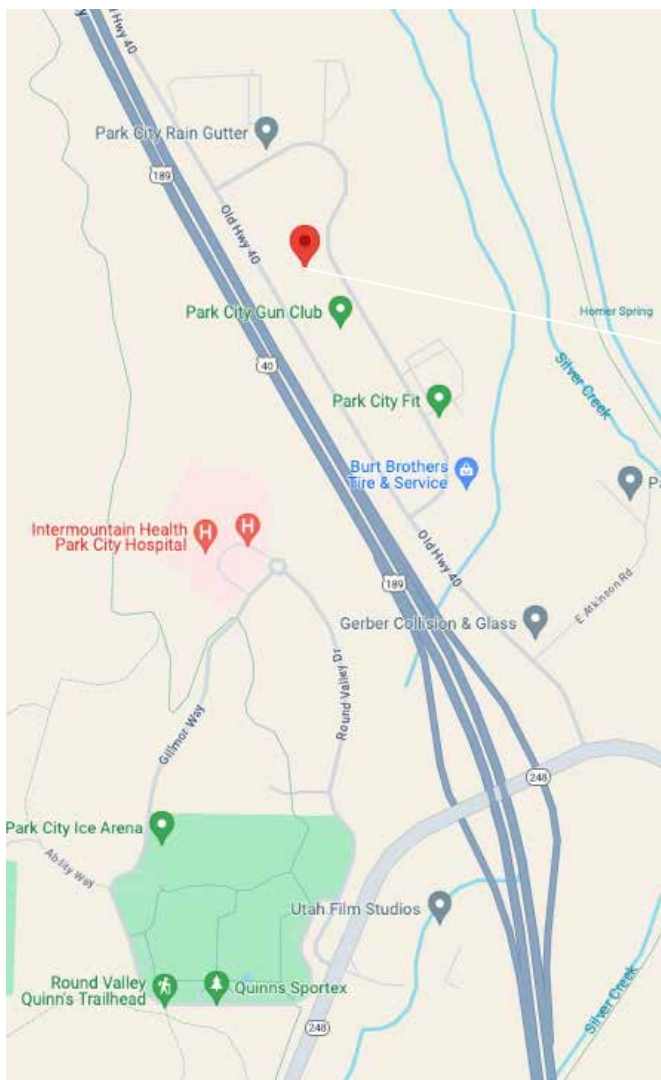 Hwy 40
Park City Rain Gutter
189
Old Hwy 40
Park City Gun Club
Homer Spring
40
Silver Creek
Park City Fit
Burt Brothers
Tire & Service
Pa
Intermountain Health
Park City Hospital
H
H
Old Hwy 40
189
E Atkinson Rd
Gerber Collision & Glass
Round Valley Dr
Gillmor Way
248
Park City Ice Arena
Ability Way
Utah Film Studios
Round Valley
Quinn's Trailhead
Quinns Sportex
248
Silver Creek